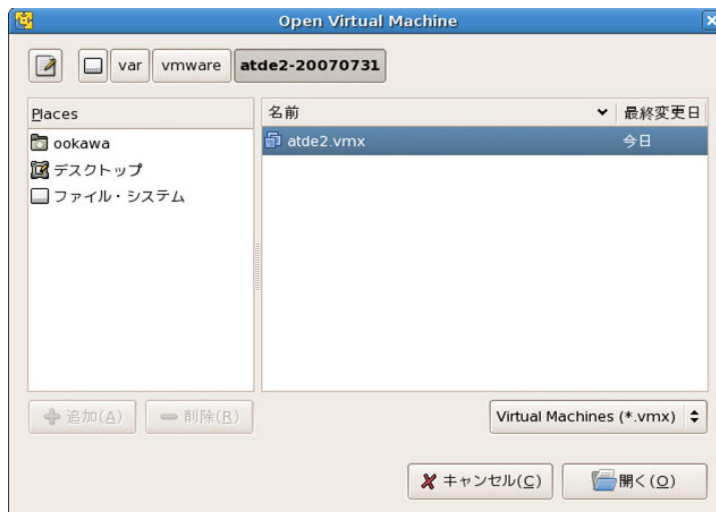 Open Virtual Machine
var vmware atde2-20070731
Places
ookawa
デスクトップ
ファイル・システム
名前 最終変更日
atde2.vmx 今日
追加(A) 削除(R)
Virtual Machines (*.vmx)
キャンセル(C) 開く(O)